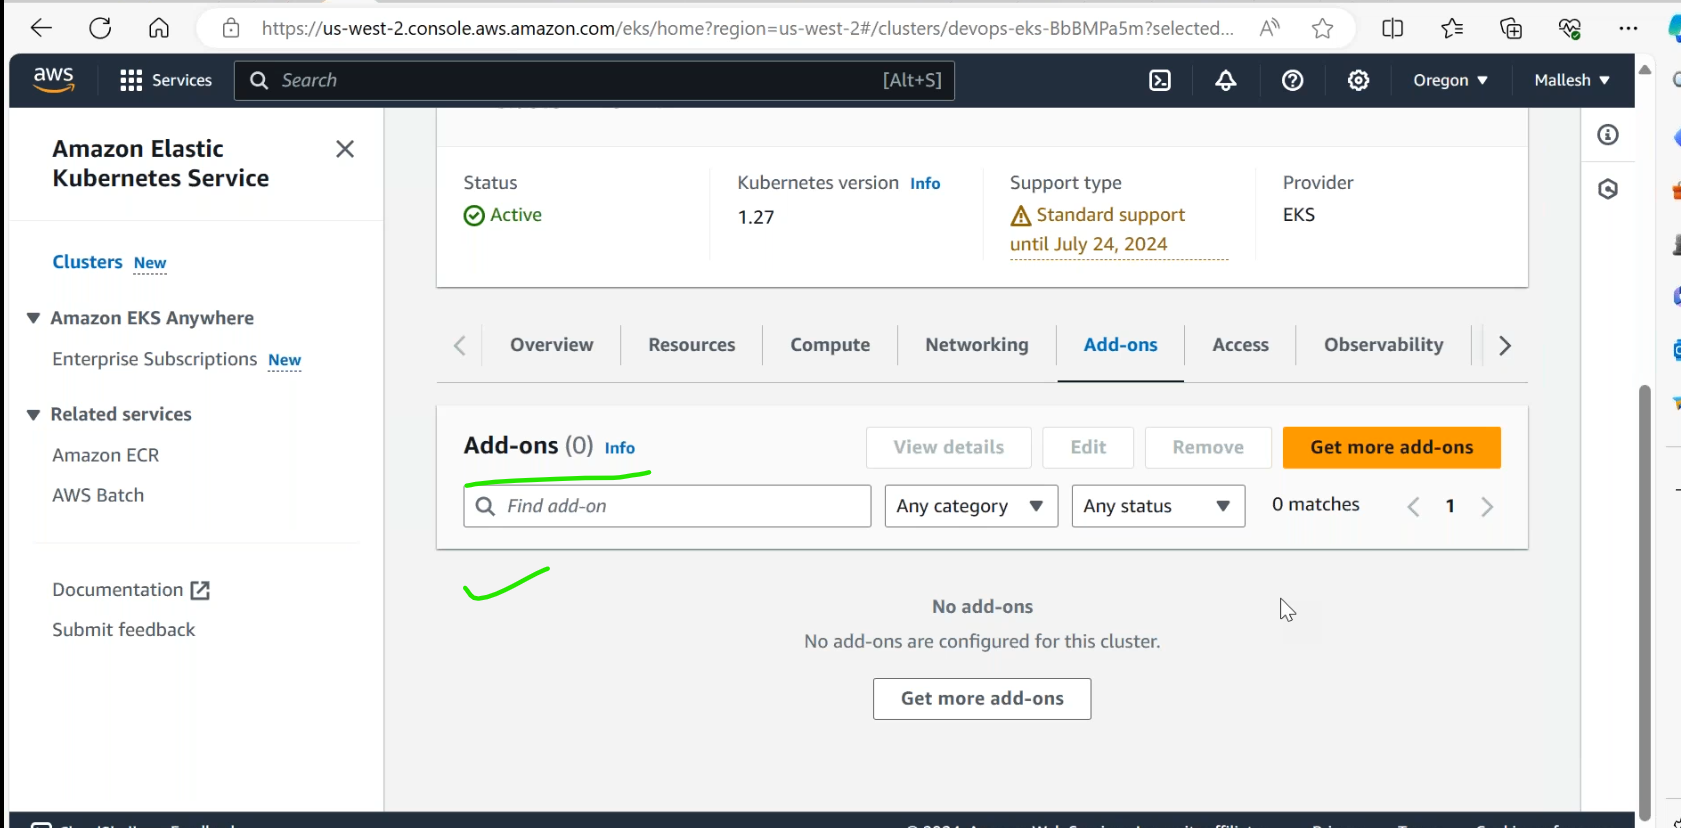 https://us-west-2.console.aws.amazon.com/eks/home?region=us-west-2#/clusters/devops-eks-BbBMPa5m?selected...
aws Services Search [Alt+S] Oregon Mallesh
Amazon Elastic
Kubernetes Service
Clusters New
Amazon EKS Anywhere
Enterprise Subscriptions New
Related services
Amazon ECR
AWS Batch
Documentation
Submit feedback
Status
Active
Kubernetes version Info
1.27
Support type
Standard support
until July 24, 2024
Provider
EKS
Overview Resources Compute Networking Add-ons Access Observability
Add-ons (0) Info View details Edit Remove Get more add-ons
Find add-on Any category Any status 0 matches 1
No add-ons
No add-ons are configured for this cluster.
Get more add-ons